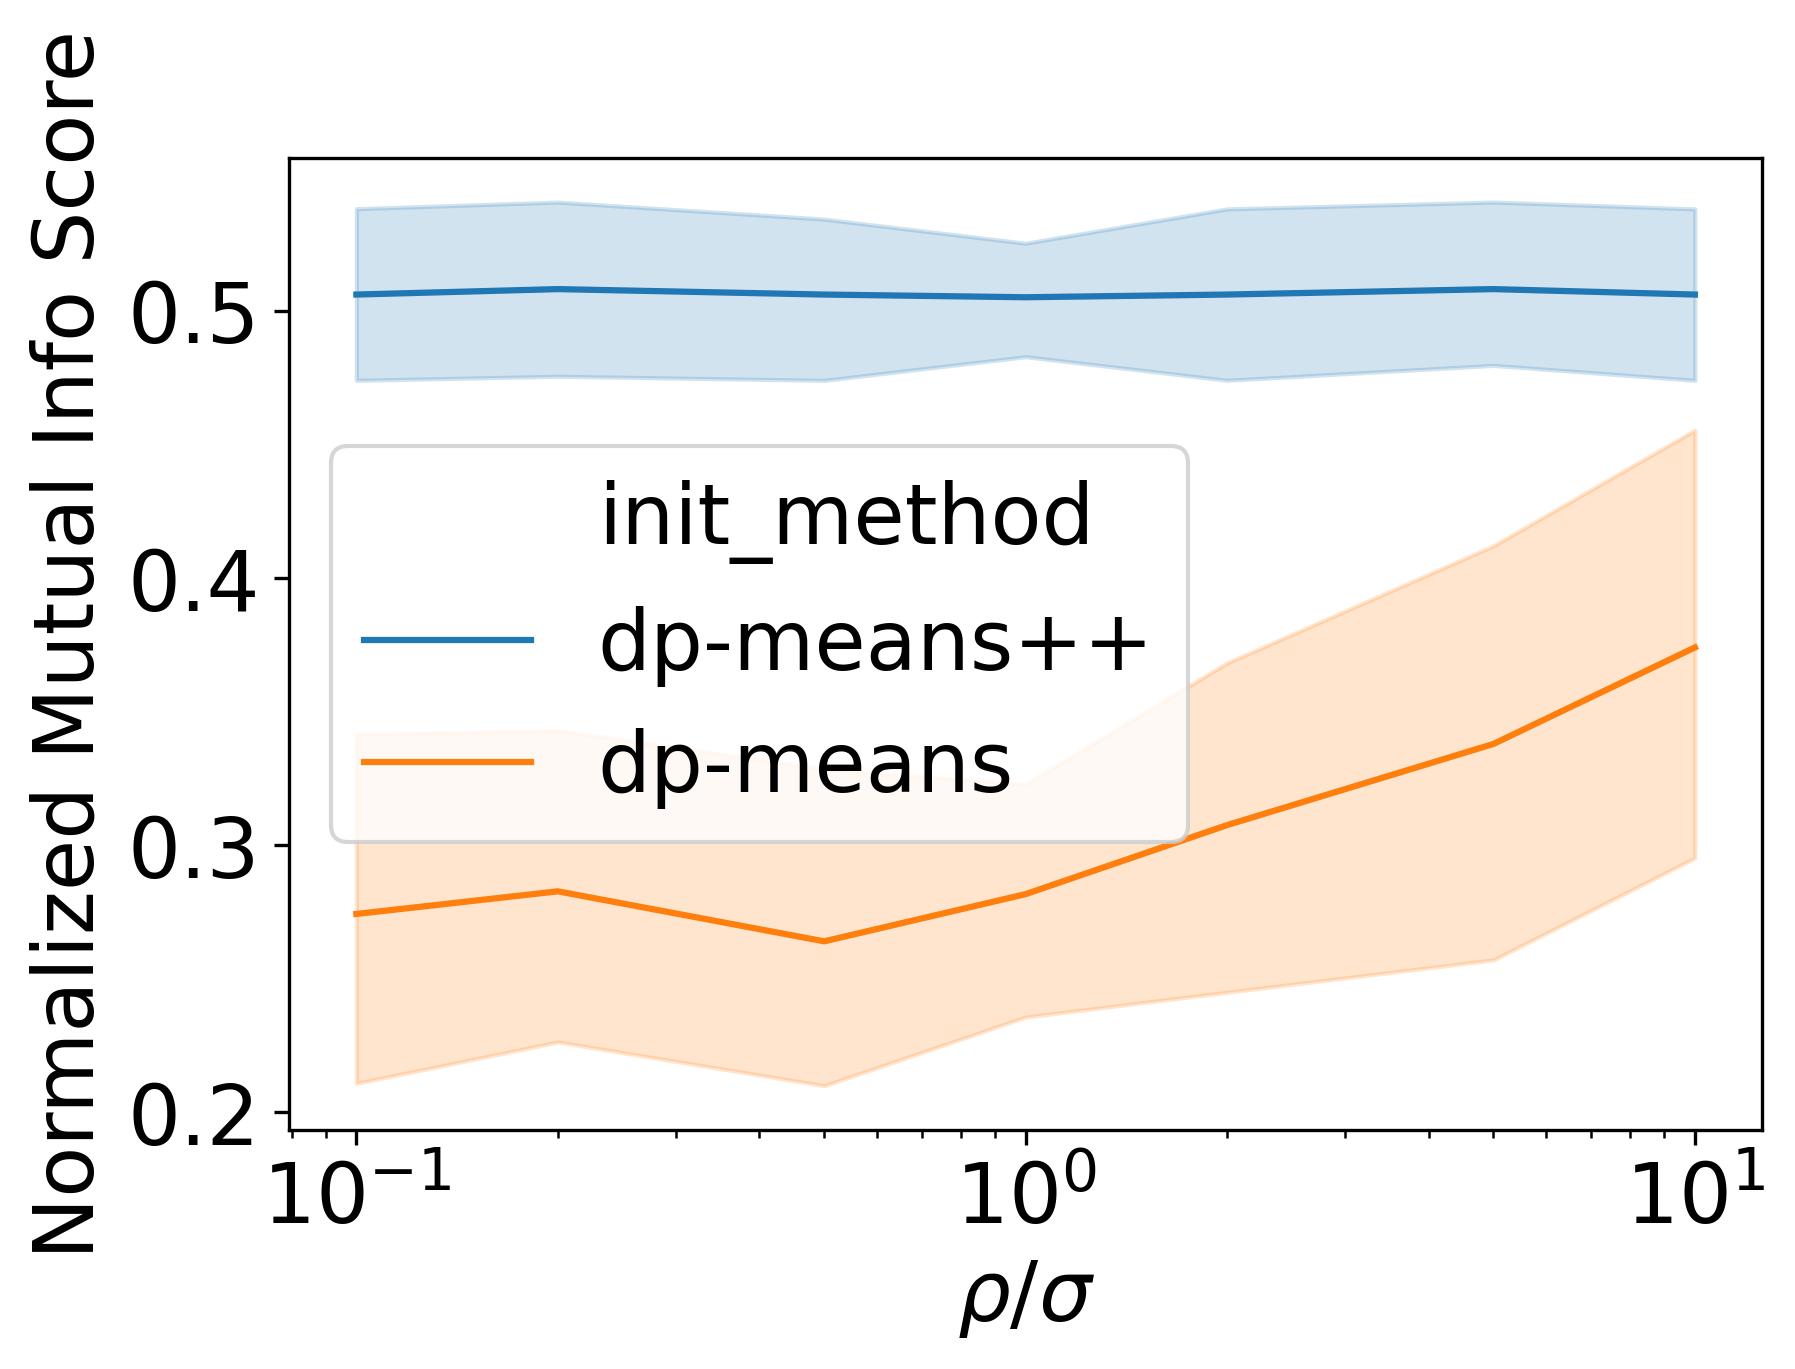 Normalized Mutual Info Score
0.5
0.4
0.3
0.2
init_method
dp-means++
dp-means
10⁻¹
10⁰
10¹
ρ/σ